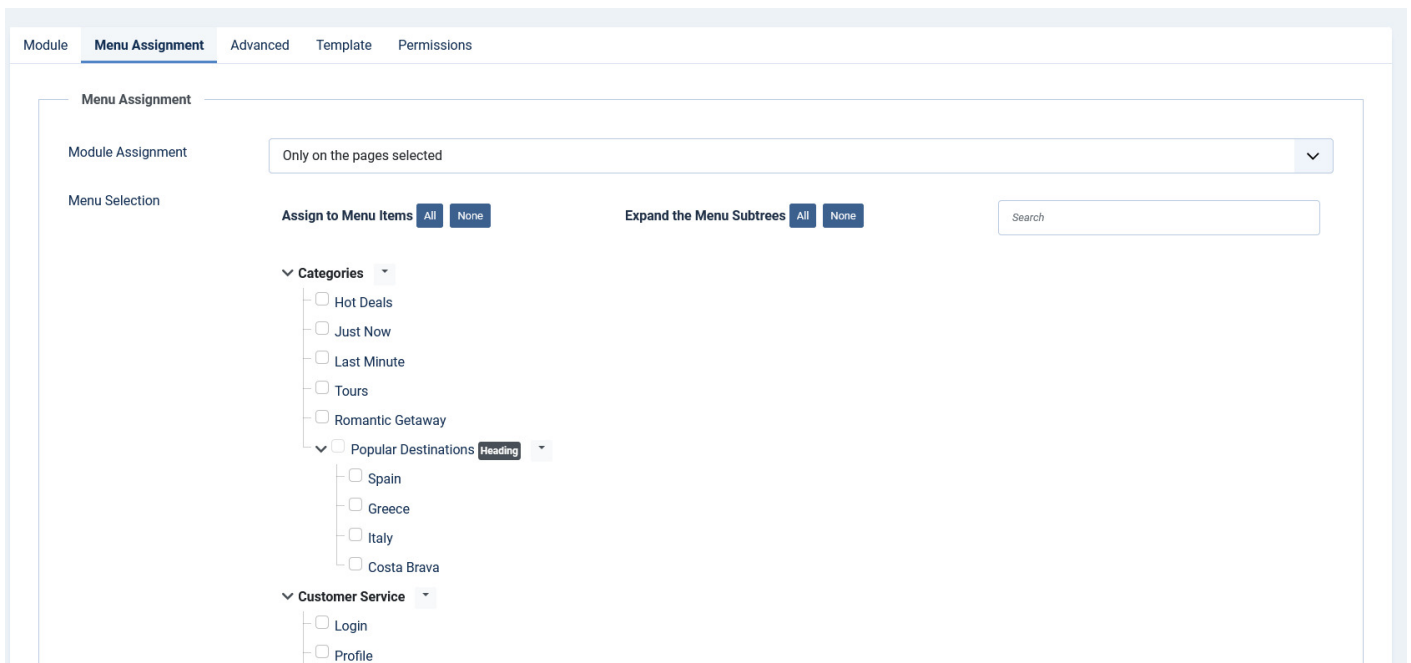 Module Menu Assignment Advanced Template Permissions
Menu Assignment
Module Assignment Only on the pages selected
Menu Selection
Assign to Menu Items All None Expand the Menu Subtrees All None Search
Categories
Hot Deals
Just Now
Last Minute
Tours
Romantic Getaway
Popular Destinations Heading
Spain
Greece
Italy
Costa Brava
Customer Service
Login
Profile